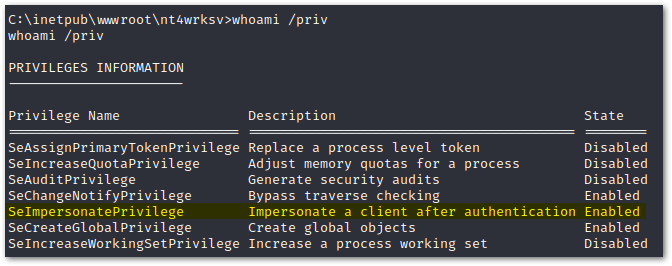 C:\inetpub\wwwroot\nt4wrksv>whoami /priv
whoami /priv
PRIVILEGES INFORMATION
----------------------
Privilege Name Description State
============================= ========================================= ========
SeAssignPrimaryTokenPrivilege Replace a process level token Disabled
SeIncreaseQuotaPrivilege Adjust memory quotas for a process Disabled
SeAuditPrivilege Generate security audits Disabled
SeChangeNotifyPrivilege Bypass traverse checking Enabled
SeImpersonatePrivilege Impersonate a client after authentication Enabled
SeCreateGlobalPrivilege Create global objects Enabled
SeIncreaseWorkingSetPrivilege Increase a process working set Disabled